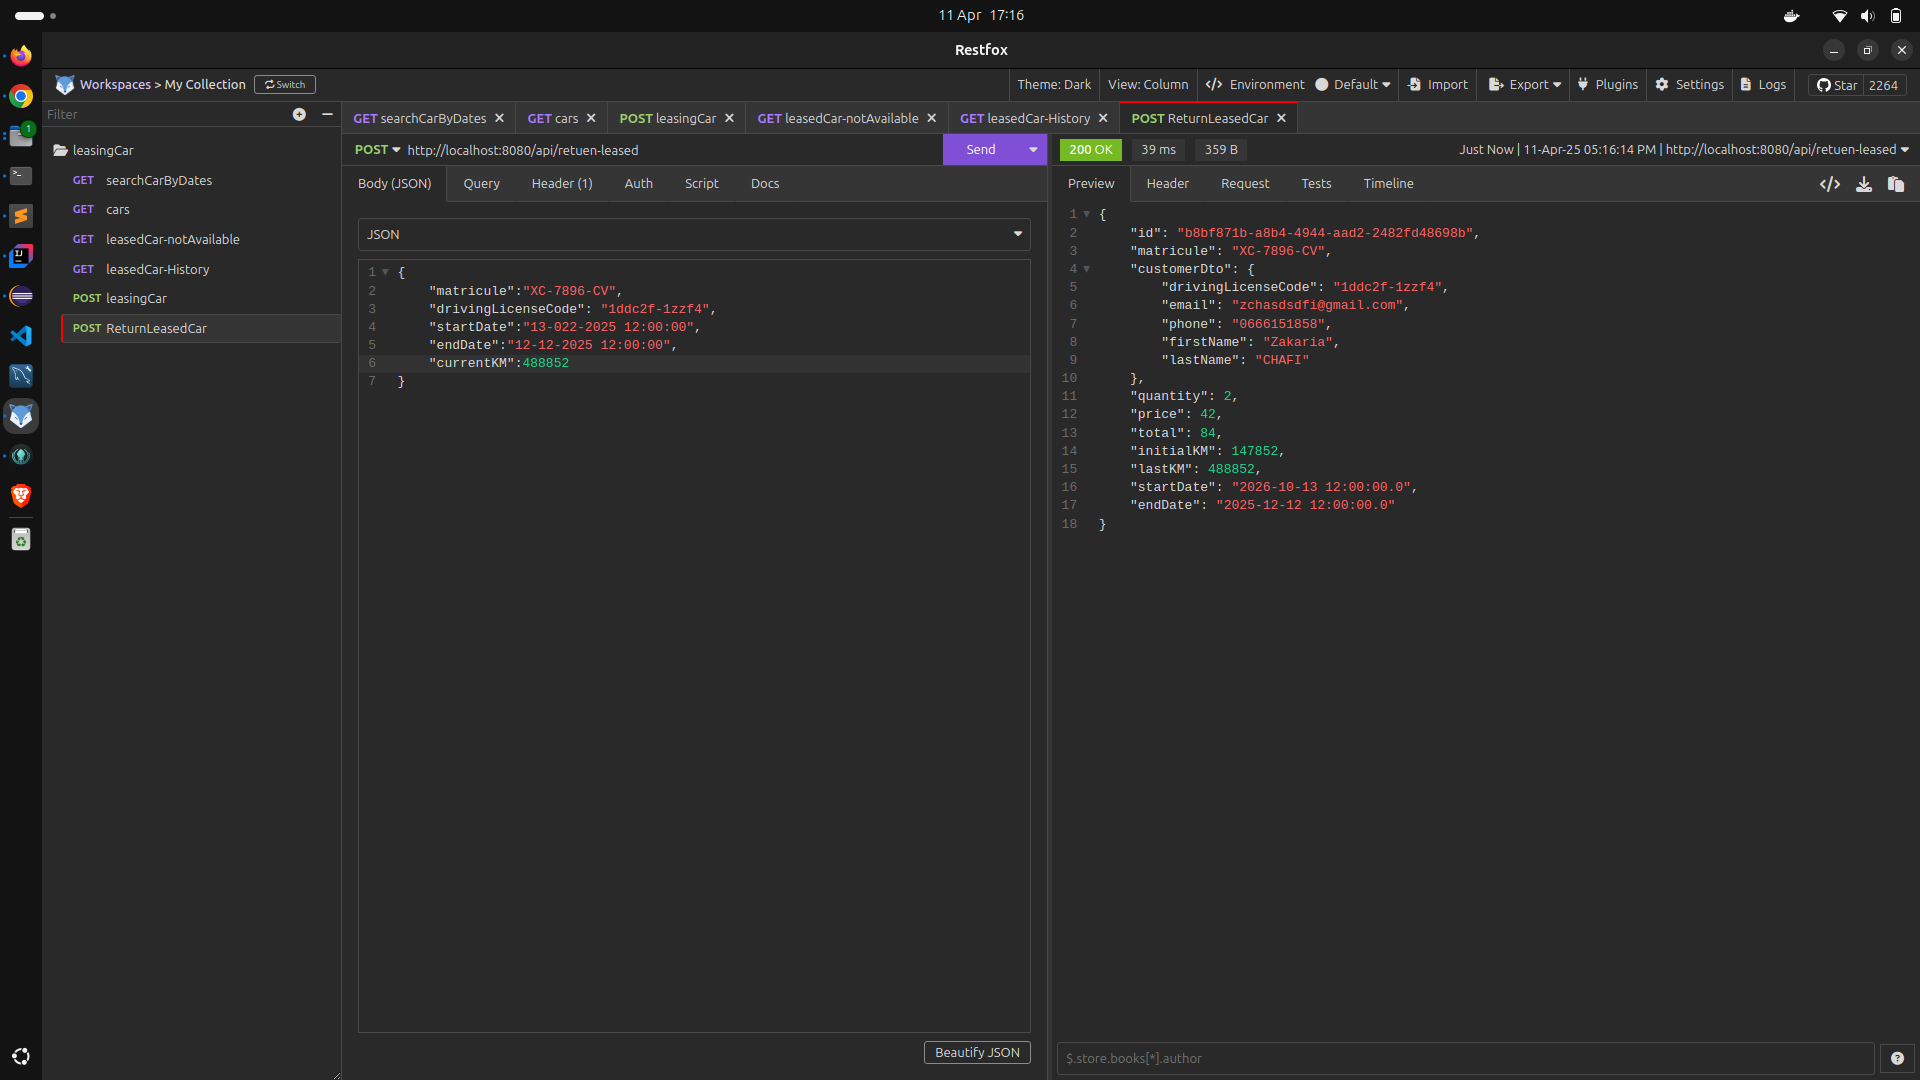 11 Apr 17:16
Restfox
Workspaces > My Collection Switch
Theme: Dark View: Column Environment Default Import Export Plugins Settings Logs Star 2264
Filter
1
leasingCar
GET searchCarByDates
GET cars
GET leasedCar-notAvailable
GET leasedCar-History
POST leasingCar
POST ReturnLeasedCar
GET searchCarByDates GET cars POST leasingCar GET leasedCar-notAvailable GET leasedCar-History POST ReturnLeasedCar
POST http://localhost:8080/api/retuen-leased Send
Body (JSON) Query Header (1) Auth Script Docs
JSON
1 {
2 "matricule":"XC-7896-CV",
3 "drivingLicenseCode": "1ddc2f-1zzf4",
4 "startDate":"13-022-2025 12:00:00",
5 "endDate":"12-12-2025 12:00:00",
6 "currentKM":488852
7 }
Beautify JSON
200 OK 39 ms 359 B Just Now | 11-Apr-25 05:16:14 PM | http://localhost:8080/api/retuen-leased
Preview Header Request Tests Timeline
1 {
2 "id": "b8bf871b-a8b4-4944-aad2-2482fd48698b",
3 "matricule": "XC-7896-CV",
4 "customerDto": {
5 "drivingLicenseCode": "1ddc2f-1zzf4",
6 "email": "zchasdsdfi@gmail.com",
7 "phone": "0666151858",
8 "firstName": "Zakaria",
9 "lastName": "CHAFI"
10 },
11 "quantity": 2,
12 "price": 42,
13 "total": 84,
14 "initialKM": 147852,
15 "lastKM": 488852,
16 "startDate": "2026-10-13 12:00:00.0",
17 "endDate": "2025-12-12 12:00:00.0"
18 }
$.store.books[*].author